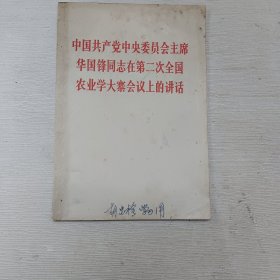 中国共产党中央委员会主席
华国锋同志在第二次全国
农业学大寨会议上的讲话